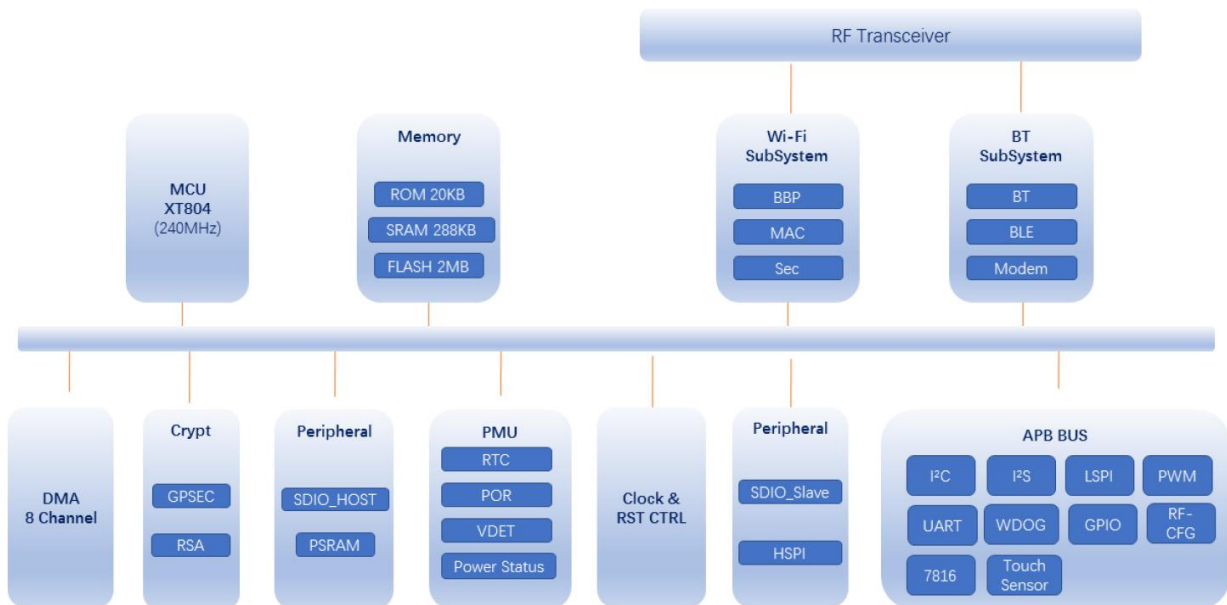 RF Transceiver
MCU
XT804
(240MHz)
Memory
ROM 20KB
SRAM 288KB
FLASH 2MB
Wi-Fi
SubSystem
BBP
MAC
Sec
BT
SubSystem
BT
BLE
Modem
DMA
8 Channel
Crypt
GPSEC
RSA
Peripheral
SDIO_HOST
PSRAM
PMU
RTC
POR
VDET
Power Status
Clock &
RST CTRL
Peripheral
SDIO_Slave
HSPI
APB BUS
I²C
I²S
LSPI
PWM
UART
WDOG
GPIO
RF-
CFG
7816
Touch
Sensor